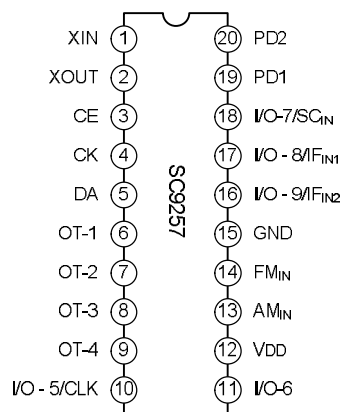 XIN 1 20 PD2
XOUT 2 19 PD1
CE 3 18 I/O-7/SCIN
CK 4 17 I/O - 8/IFIN1
DA 5 16 I/O - 9/IFIN2
OT-1 6 15 GND
OT-2 7 14 FMIN
OT-3 8 13 AMIN
OT-4 9 12 VDD
I/O - 5/CLK 10 11 I/O-6
SC9257